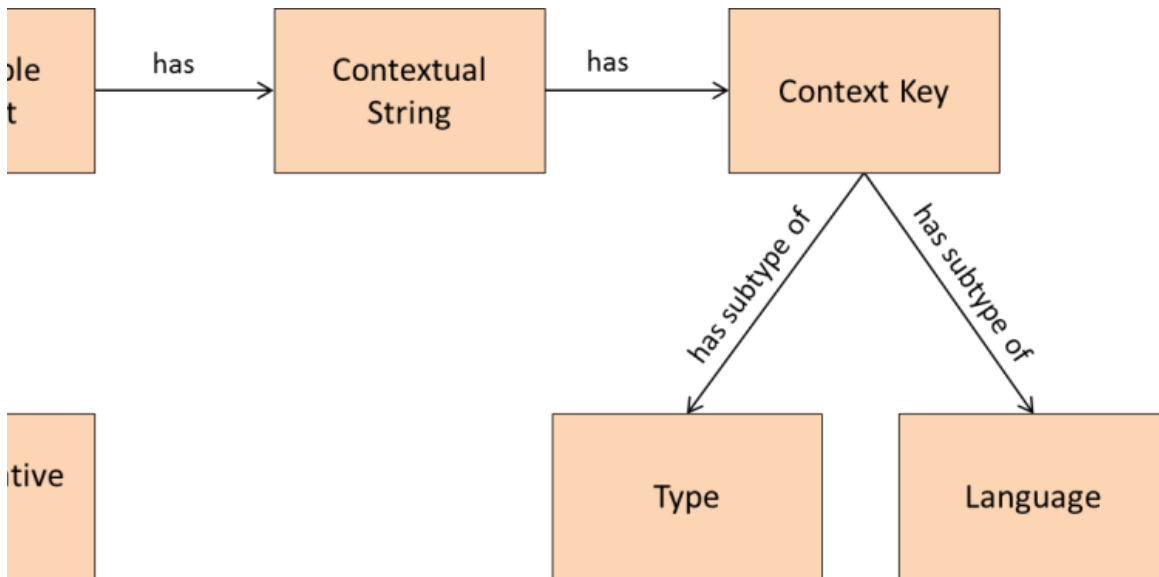 has
has
Contextual
String
Context Key
has subtype of
has subtype of
Type
Language